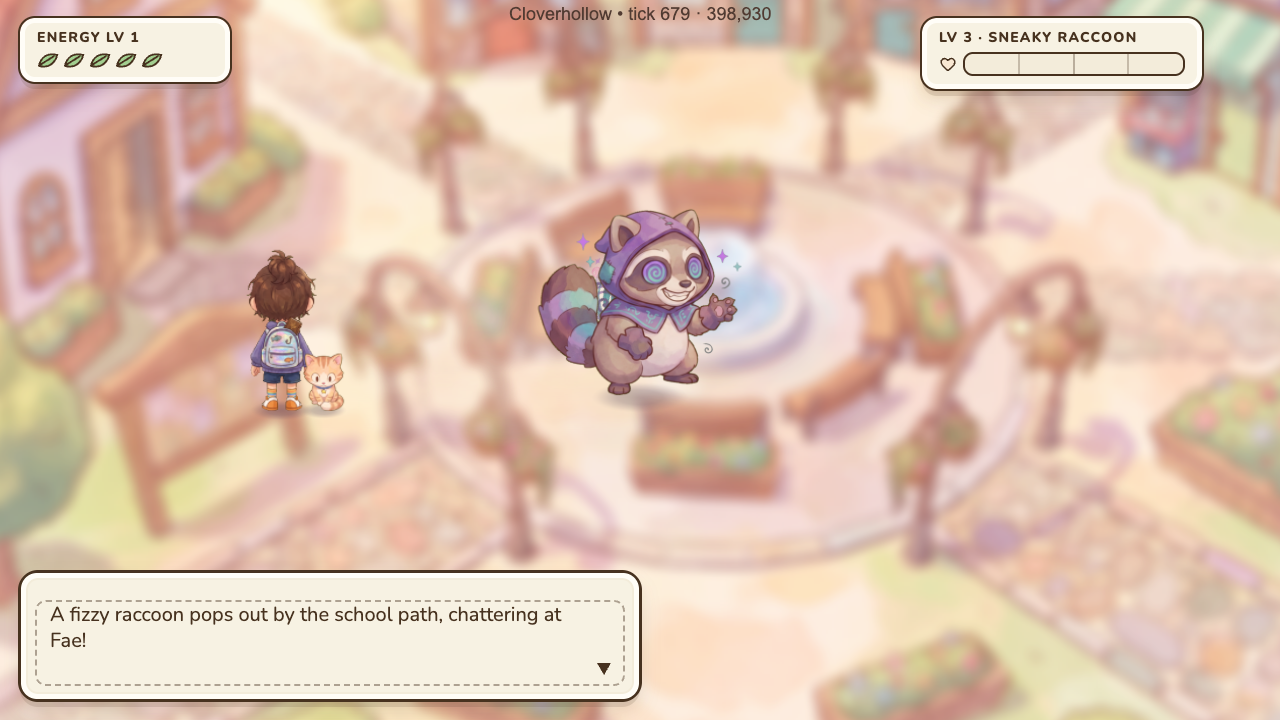 Cloverhollow • tick 679 · 398,930
ENERGY LV 1
LV 3 · SNEAKY RACCOON
A fizzy raccoon pops out by the school path, chattering at
Fae!